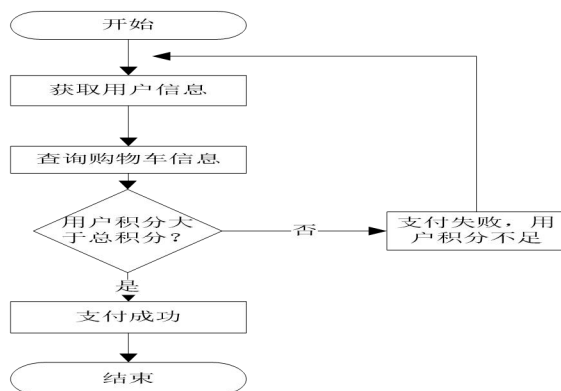 开始
获取用户信息
查询购物车信息
用户积分大
于总积分？
否
支付失败，用
户积分不足
是
支付成功
结束